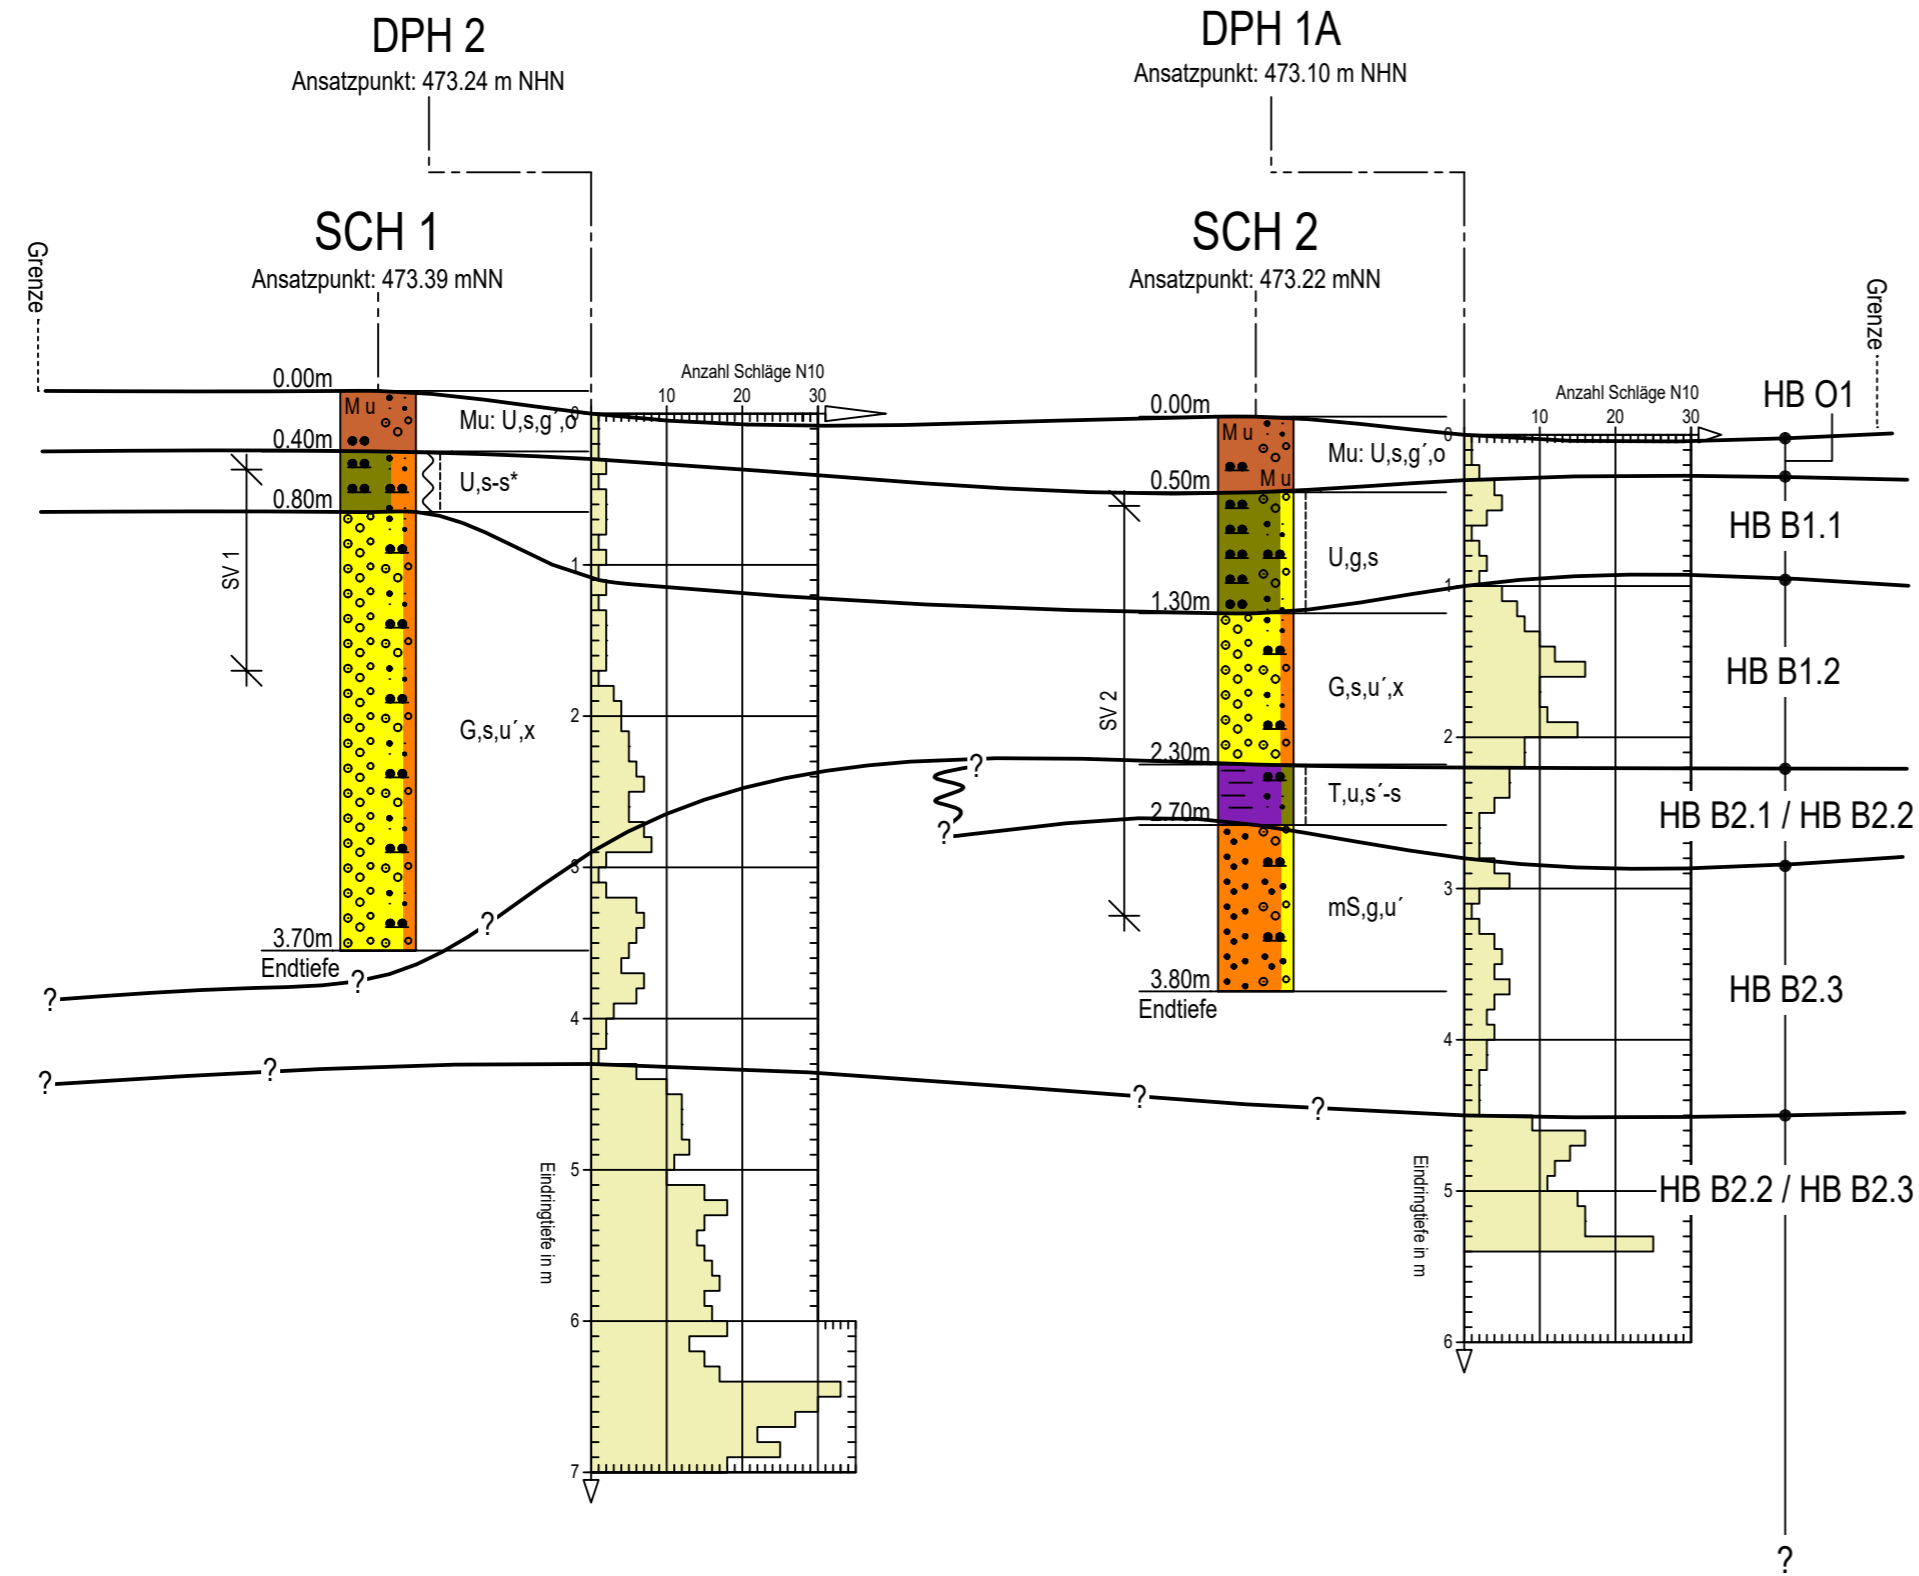 DPH 2
Ansatzpunkt: 473.24 m NHN
DPH 1A
Ansatzpunkt: 473.10 m NHN
SCH 1
Ansatzpunkt: 473.39 mNN
SCH 2
Ansatzpunkt: 473.22 mNN
Grenze
Grenze
0.00m
0.40m
0.80m
3.70m
Endtiefe
M u
Mu: U,s,g´,o
U,s-s*
G,s,u´,x
SV 1
Anzahl Schläge N10
10 20 30
0
1
2
3
4
5
6
7
Eindringtiefe in m
0.00m
0.50m
1.30m
2.30m
2.70m
3.80m
Endtiefe
M u
M u
Mu: U,s,g´,o
U,g,s
G,s,u´,x
T,u,s´-s
mS,g,u´
SV 2
Anzahl Schläge N10
10 20 30
0
1
2
3
4
5
6
Eindringtiefe in m
HB O1
HB B1.1
HB B1.2
HB B2.1 / HB B2.2
HB B2.3
HB B2.2 / HB B2.3
?
?
?
?
?
?
?
?
?
?